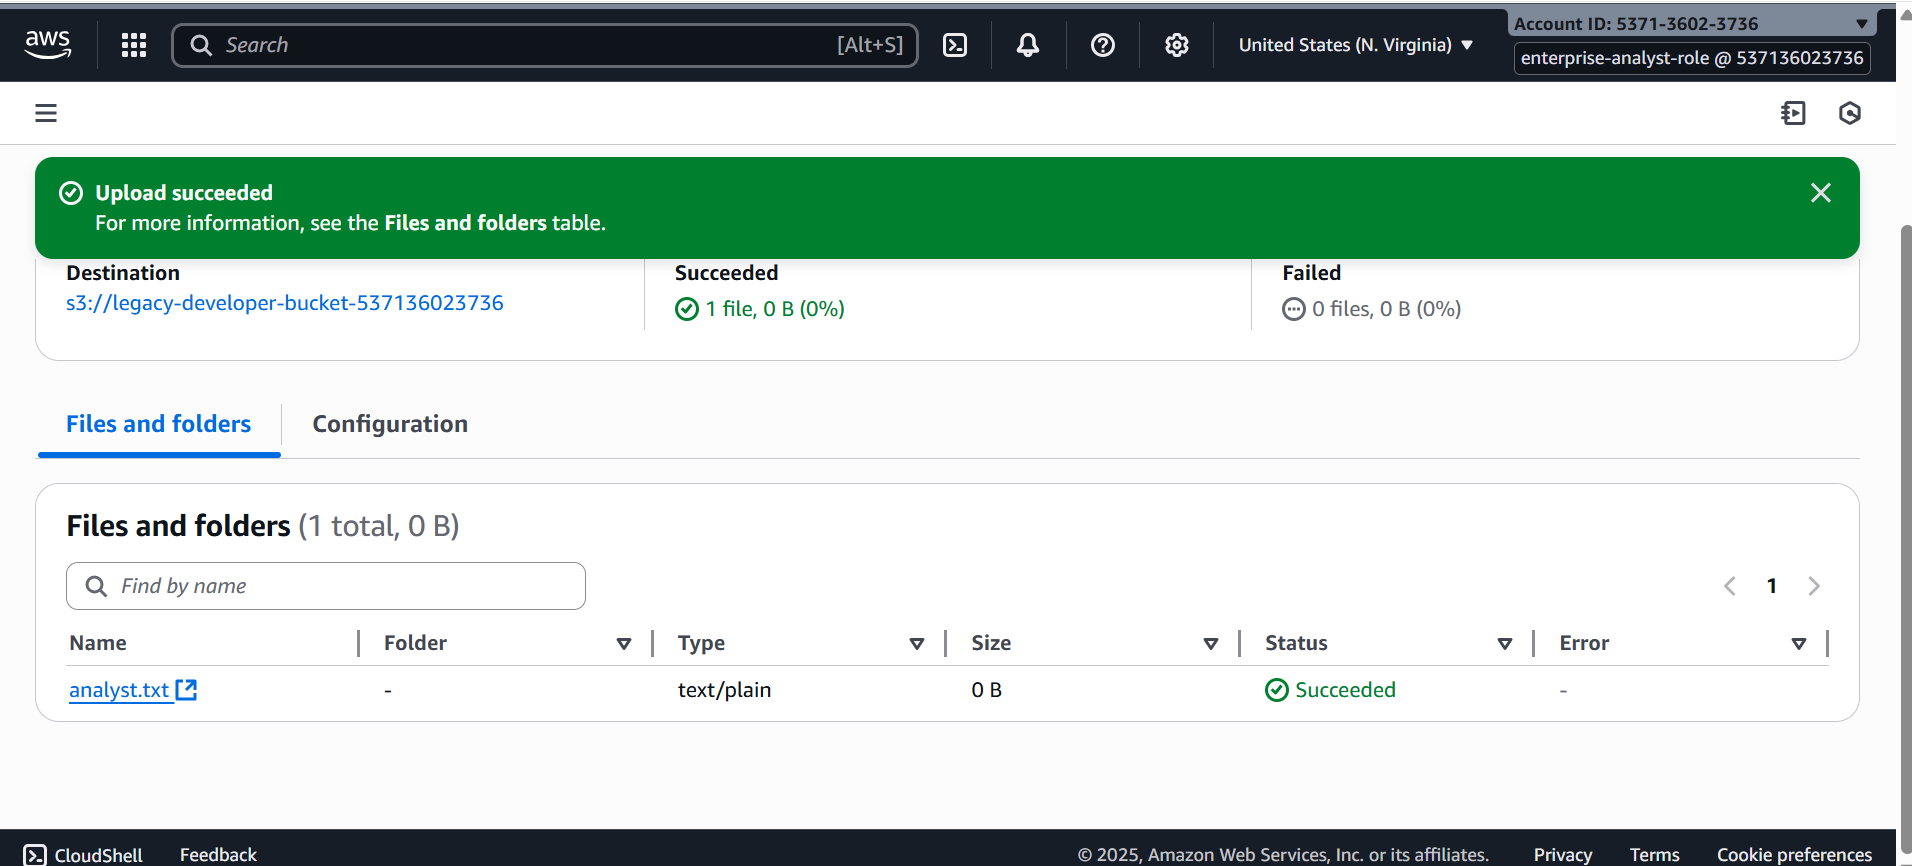 aws
Search [Alt+S]
United States (N. Virginia)
Account ID: 5371-3602-3736
enterprise-analyst-role @ 537136023736
Upload succeeded
For more information, see the Files and folders table.
Destination
s3://legacy-developer-bucket-537136023736
Succeeded
1 file, 0 B (0%)
Failed
0 files, 0 B (0%)
Files and folders
Configuration
Files and folders (1 total, 0 B)
Find by name
1
Name Folder Type Size Status Error
analyst.txt - text/plain 0 B Succeeded -
CloudShell Feedback © 2025, Amazon Web Services, Inc. or its affiliates. Privacy Terms Cookie preferences